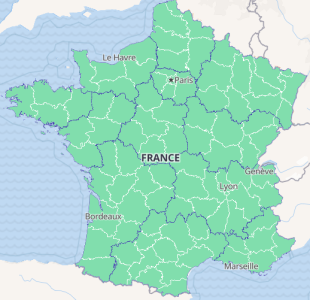 Le Havre
Paris
FRANCE
Genève
Lyon
Bordeaux
Marseille